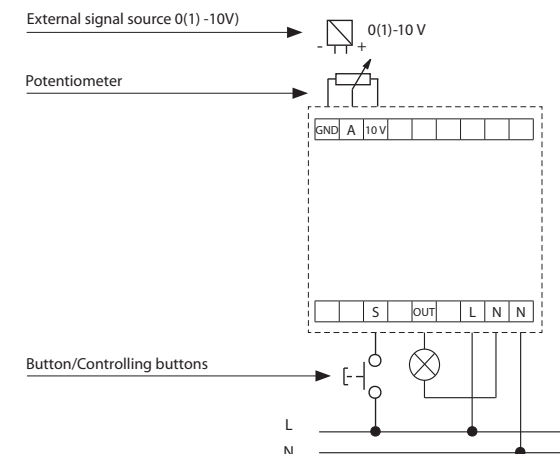 External signal source 0(1) -10V)
0(1)-10 V
- +
Potentiometer
GND A 10 V
S OUT L N N
Button/Controlling buttons
L
N